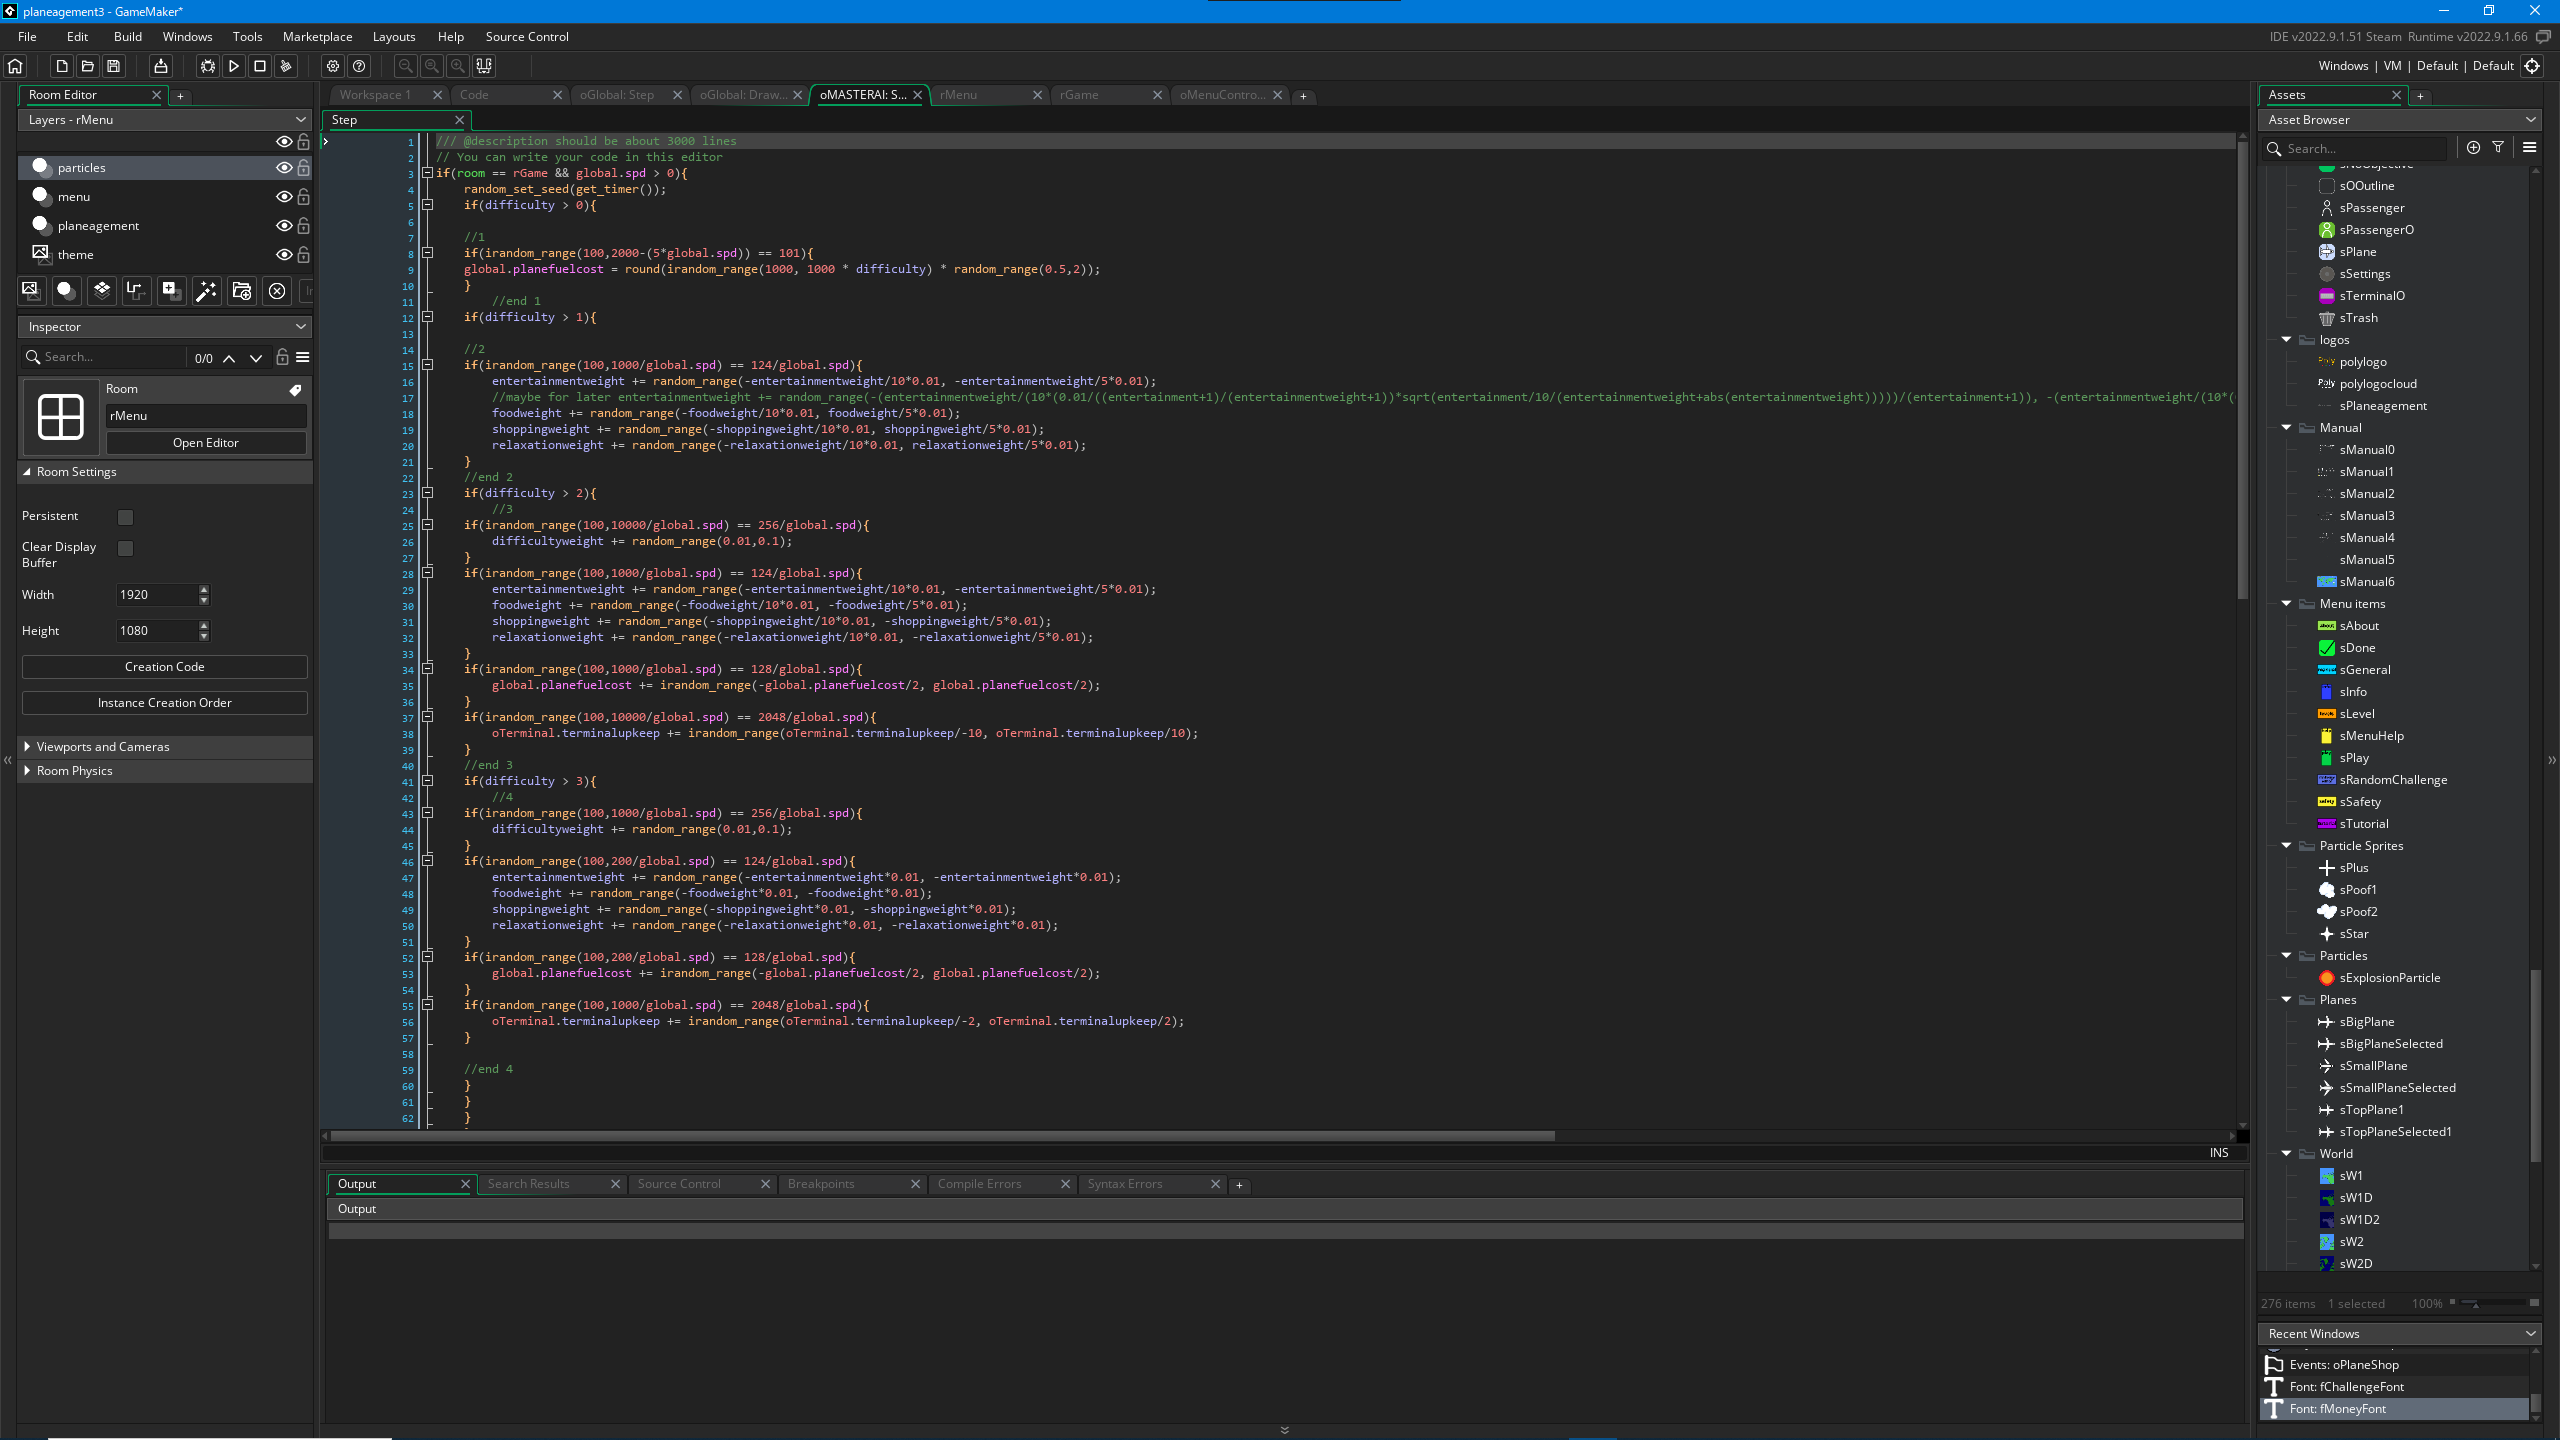 planeagement3 - GameMaker*
File Edit Build Windows Tools Marketplace Layouts Help Source Control
IDE v2022.9.1.51 Steam Runtime v2022.9.1.66
Windows | VM | Default | Default
Room Editor
Layers - rMenu
particles
menu
planeagement
theme
Inspector
Search... 0/0
Room
rMenu
Open Editor
Room Settings
Persistent
Clear Display
Buffer
Width 1920
Height 1080
Creation Code
Instance Creation Order
Viewports and Cameras
Room Physics
Workspace 1 Code oGlobal: Step oGlobal: Draw... oMASTERAI: S... rMenu rGame oMenuContro...
Step
1 /// @description should be about 3000 lines
2 // You can write your code in this editor
3 if(room == rGame && global.spd > 0){
4 random_set_seed(get_timer());
5 if(difficulty > 0){
6
7 //1
8 if(irandom_range(100,2000-(5*global.spd)) == 101){
9 global.planefuelcost = round(irandom_range(1000, 1000 * difficulty) * random_range(0.5,2));
10 }
11 //end 1
12 if(difficulty > 1){
13
14 //2
15 if(irandom_range(100,1000/global.spd) == 124/global.spd){
16 entertainmentweight += random_range(-entertainmentweight/10*0.01, -entertainmentweight/5*0.01);
17 //maybe for later entertainmentweight += random_range(-(entertainmentweight/(10*(0.01/((entertainment+1)/(entertainmentweight+1))*sqrt(entertainment/10/(entertainmentweight+abs(entertainmentweight)))))/(entertainment+1)), -(entertainmentweight/(10*(
18 foodweight += random_range(-foodweight/10*0.01, foodweight/5*0.01);
19 shoppingweight += random_range(-shoppingweight/10*0.01, shoppingweight/5*0.01);
20 relaxationweight += random_range(-relaxationweight/10*0.01, relaxationweight/5*0.01);
21 }
22 //end 2
23 if(difficulty > 2){
24 //3
25 if(irandom_range(100,10000/global.spd) == 256/global.spd){
26 difficultyweight += random_range(0.01,0.1);
27 }
28 if(irandom_range(100,1000/global.spd) == 124/global.spd){
29 entertainmentweight += random_range(-entertainmentweight/10*0.01, -entertainmentweight/5*0.01);
30 foodweight += random_range(-foodweight/10*0.01, -foodweight/5*0.01);
31 shoppingweight += random_range(-shoppingweight/10*0.01, -shoppingweight/5*0.01);
32 relaxationweight += random_range(-relaxationweight/10*0.01, -relaxationweight/5*0.01);
33 }
34 if(irandom_range(100,1000/global.spd) == 128/global.spd){
35 global.planefuelcost += irandom_range(-global.planefuelcost/2, global.planefuelcost/2);
36 }
37 if(irandom_range(100,10000/global.spd) == 2048/global.spd){
38 oTerminal.terminalupkeep += irandom_range(oTerminal.terminalupkeep/-10, oTerminal.terminalupkeep/10);
39 }
40 //end 3
41 if(difficulty > 3){
42 //4
43 if(irandom_range(100,1000/global.spd) == 256/global.spd){
44 difficultyweight += random_range(0.01,0.1);
45 }
46 if(irandom_range(100,200/global.spd) == 124/global.spd){
47 entertainmentweight += random_range(-entertainmentweight*0.01, -entertainmentweight*0.01);
48 foodweight += random_range(-foodweight*0.01, -foodweight*0.01);
49 shoppingweight += random_range(-shoppingweight*0.01, -shoppingweight*0.01);
50 relaxationweight += random_range(-relaxationweight*0.01, -relaxationweight*0.01);
51 }
52 if(irandom_range(100,200/global.spd) == 128/global.spd){
53 global.planefuelcost += irandom_range(-global.planefuelcost/2, global.planefuelcost/2);
54 }
55 if(irandom_range(100,1000/global.spd) == 2048/global.spd){
56 oTerminal.terminalupkeep += irandom_range(oTerminal.terminalupkeep/-2, oTerminal.terminalupkeep/2);
57 }
58
59 //end 4
60 }
61 }
62 }
INS
Output Search Results Source Control Breakpoints Compile Errors Syntax Errors
Output
Assets
Asset Browser
Search...
sNoObjective
sOOutline
sPassenger
sPassengerO
sPlane
sSettings
sTerminalO
sTrash
logos
polylogo
polylogocloud
sPlaneagement
Manual
sManual0
sManual1
sManual2
sManual3
sManual4
sManual5
sManual6
Menu items
sAbout
sDone
sGeneral
sInfo
sLevel
sMenuHelp
sPlay
sRandomChallenge
sSafety
sTutorial
Particle Sprites
sPlus
sPoof1
sPoof2
sStar
Particles
sExplosionParticle
Planes
sBigPlane
sBigPlaneSelected
sSmallPlane
sSmallPlaneSelected
sTopPlane1
sTopPlaneSelected1
World
sW1
sW1D
sW1D2
sW2
sW2D
276 items 1 selected 100%
Recent Windows
Events: oPlaneShop
Font: fChallengeFont
Font: fMoneyFont